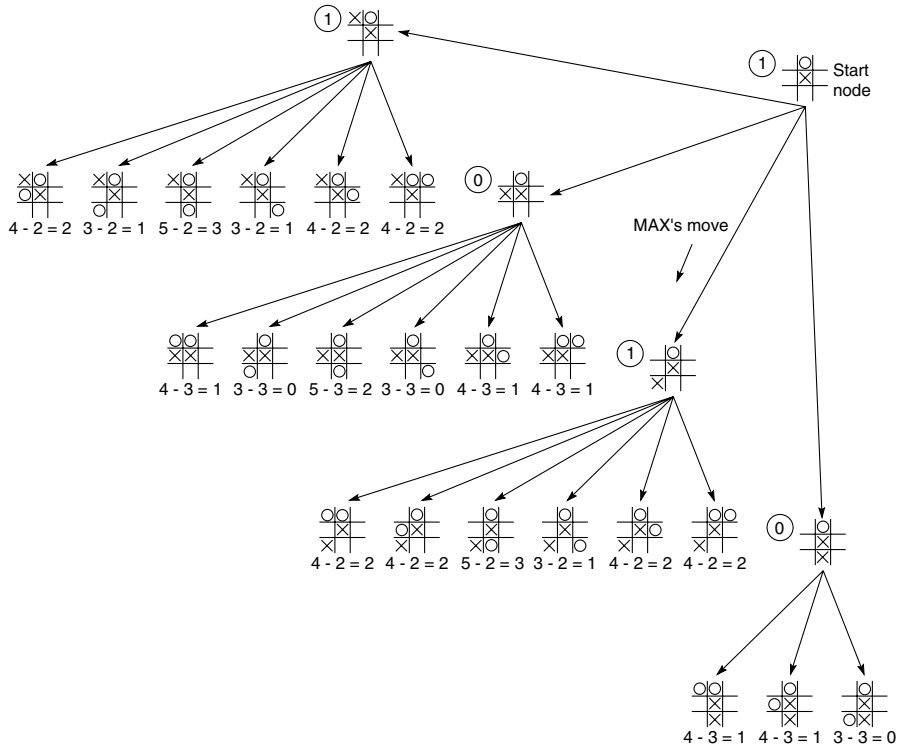 1
1
Start
node
0
4 - 2 = 2 3 - 2 = 1 5 - 2 = 3 3 - 2 = 1 4 - 2 = 2 4 - 2 = 2
MAX's move
1
4 - 3 = 1 3 - 3 = 0 5 - 3 = 2 3 - 3 = 0 4 - 3 = 1 4 - 3 = 1
0
4 - 2 = 2 4 - 2 = 2 5 - 2 = 3 3 - 2 = 1 4 - 2 = 2 4 - 2 = 2
4 - 3 = 1 4 - 3 = 1 3 - 3 = 0